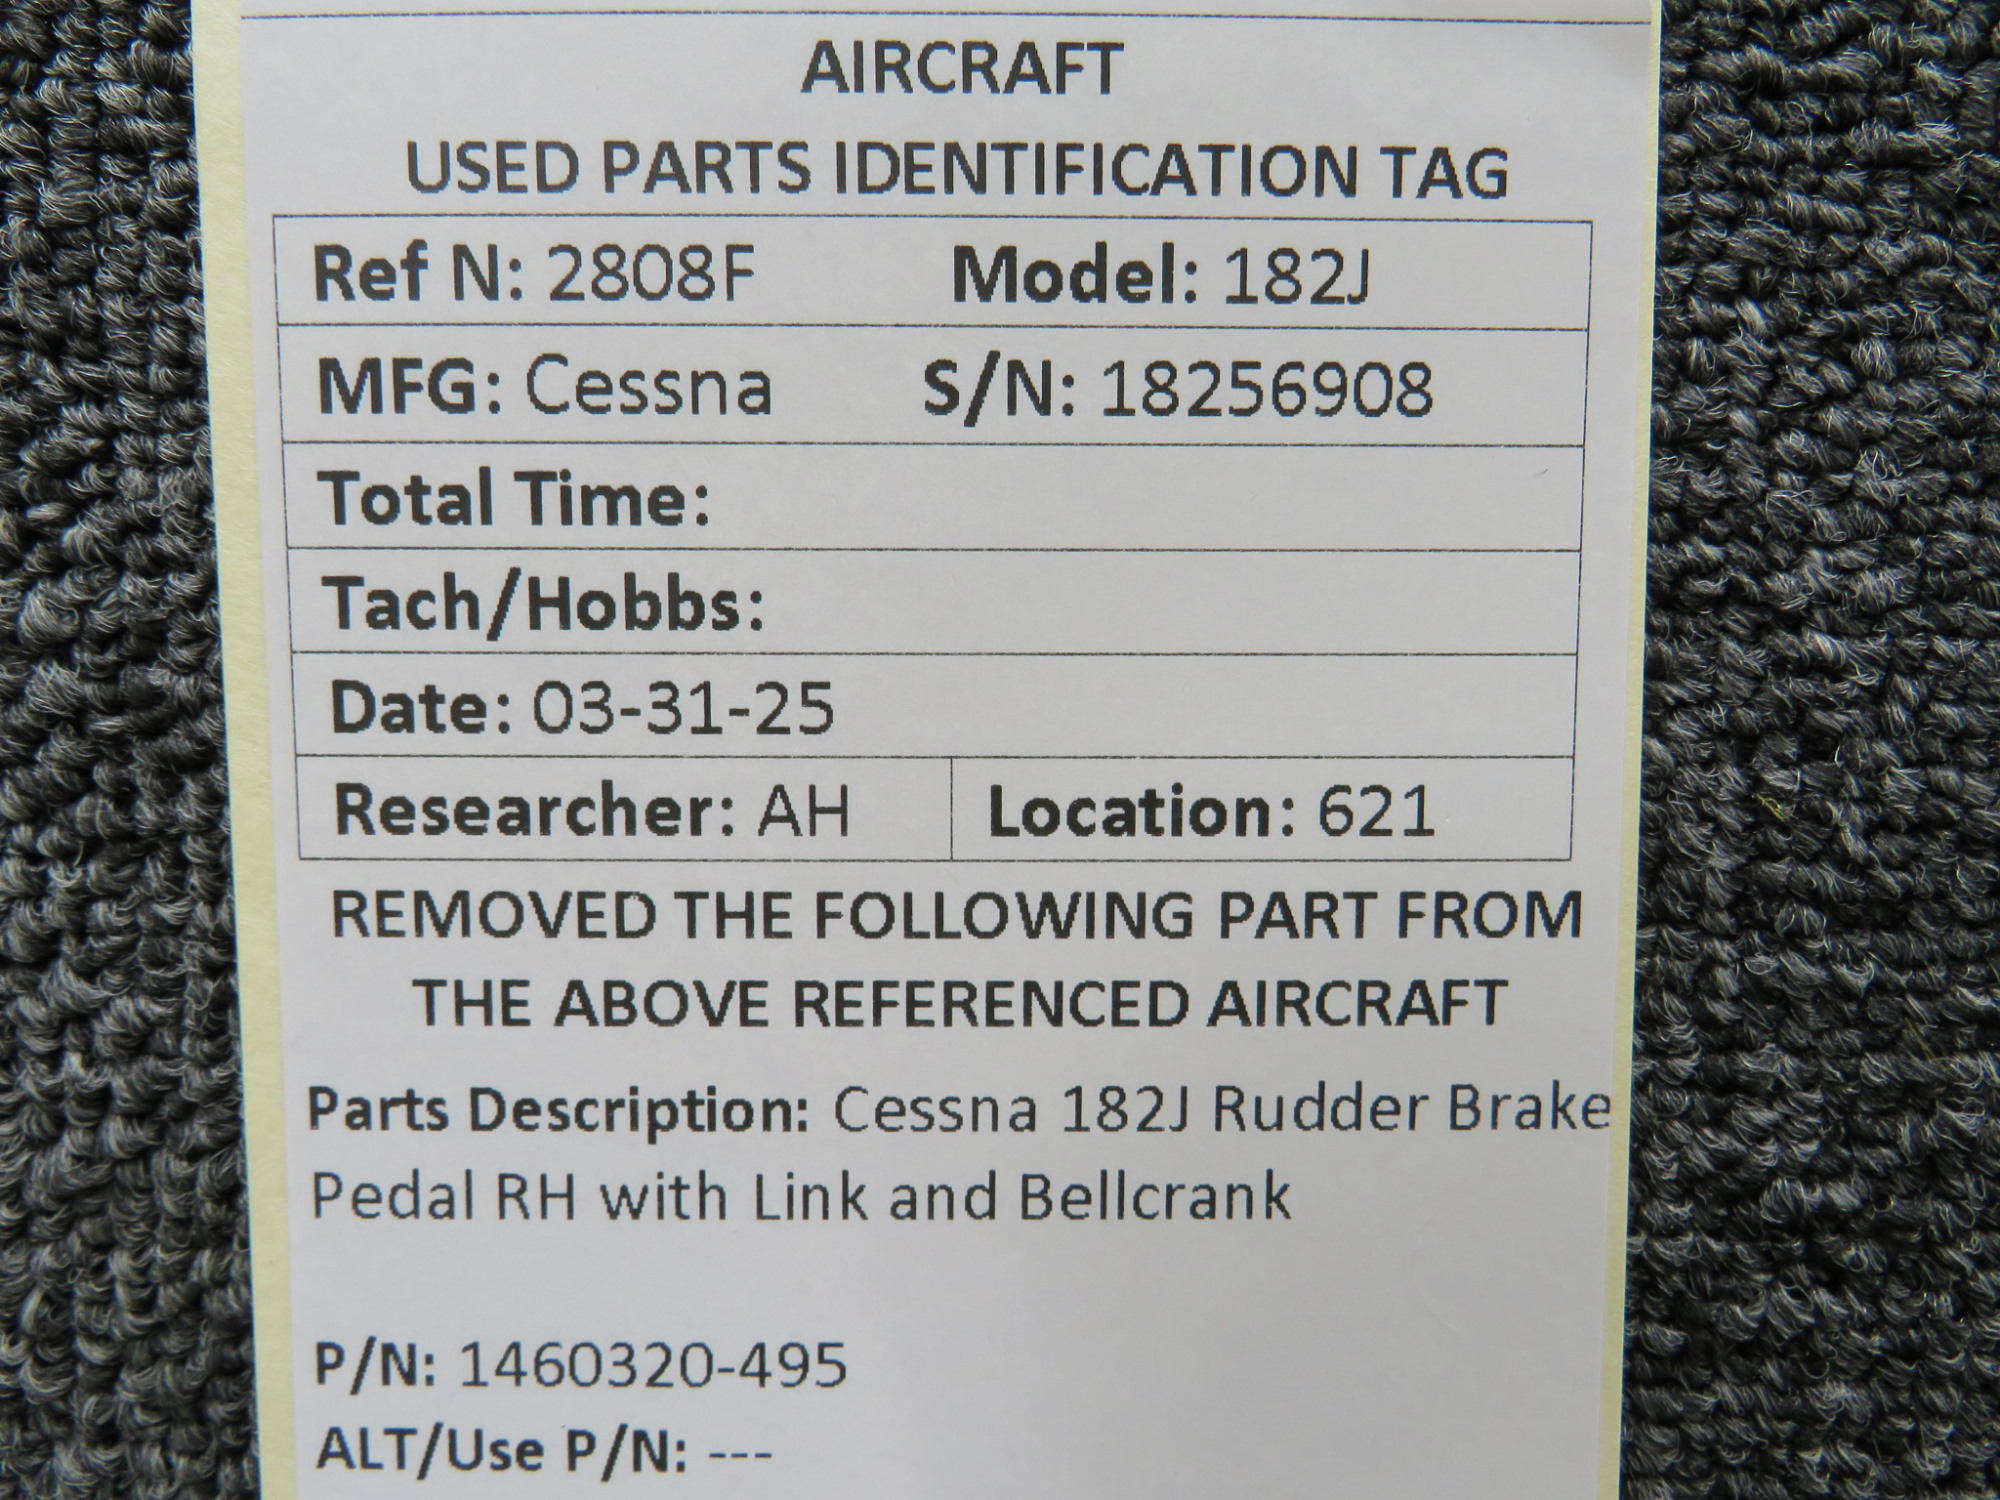 AIRCRAFT
USED PARTS IDENTIFICATION TAG
Ref N: 2808F Model: 182J
MFG: Cessna S/N: 18256908
Total Time:
Tach/Hobbs:
Date: 03-31-25
Researcher: AH Location: 621
REMOVED THE FOLLOWING PART FROM
THE ABOVE REFERENCED AIRCRAFT
Parts Description: Cessna 182J Rudder Brake
Pedal RH with Link and Bellcrank
P/N: 1460320-495
ALT/Use P/N: ---